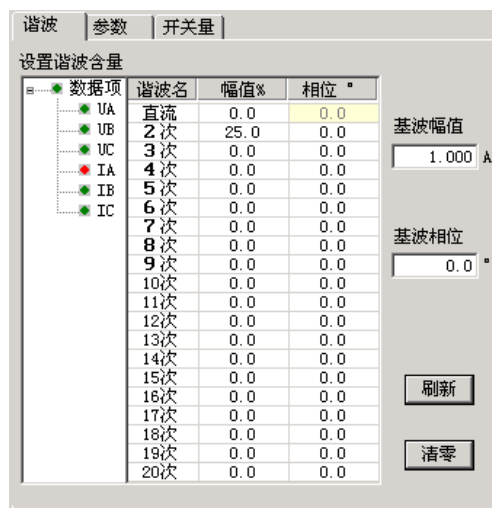 谐波 参数 开关量
设置谐波含量
数据项
UA
UB
UC
IA
IB
IC
谐波名 幅值% 相位 °
直流 0.0 0.0
2次 25.0 0.0
3次 0.0 0.0
4次 0.0 0.0
5次 0.0 0.0
6次 0.0 0.0
7次 0.0 0.0
8次 0.0 0.0
9次 0.0 0.0
10次 0.0 0.0
11次 0.0 0.0
12次 0.0 0.0
13次 0.0 0.0
14次 0.0 0.0
15次 0.0 0.0
16次 0.0 0.0
17次 0.0 0.0
18次 0.0 0.0
19次 0.0 0.0
20次 0.0 0.0
基波幅值
1.000 A
基波相位
0.0 °
刷新
清零